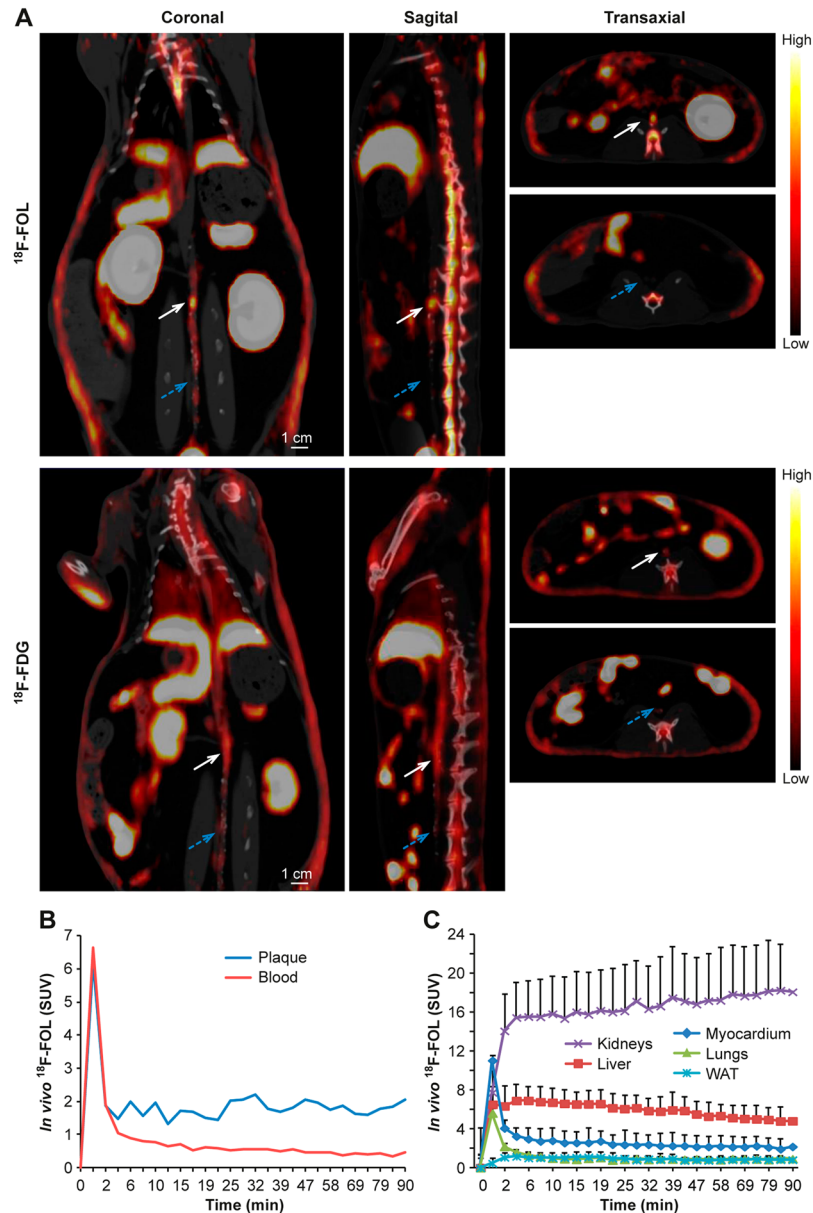 A
Coronal
Sagital
Transaxial
¹⁸F-FOL
High
Low
1 cm
¹⁸F-FDG
High
Low
1 cm
B
In vivo ¹⁸F-FOL (SUV)
7
6
5
4
3
2
1
0
Plaque
Blood
0 2 6 10 15 19 25 32 39 47 58 68 79 90
Time (min)
C
In vivo ¹⁸F-FOL (SUV)
24
20
16
12
8
4
0
Kidneys
Liver
Myocardium
Lungs
WAT
0 2 6 10 15 19 25 32 39 47 58 68 79 90
Time (min)